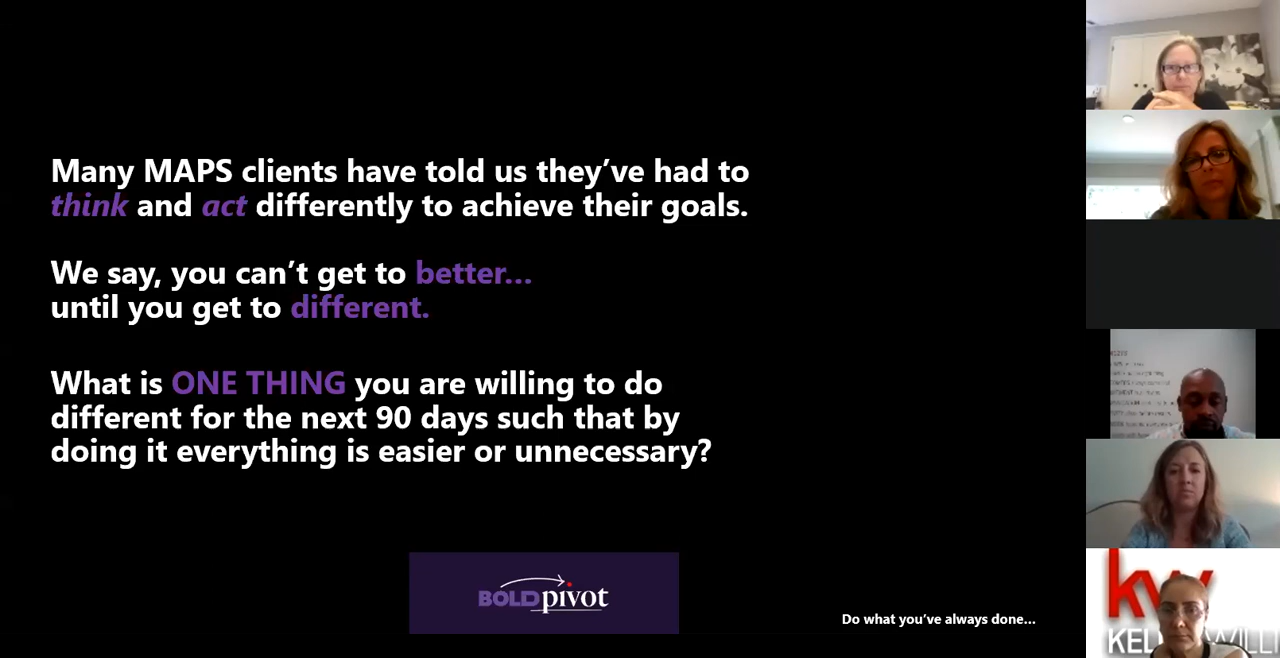 Many MAPS clients have told us they’ve had to
think and act differently to achieve their goals.
We say, you can’t get to better...
until you get to different.
What is ONE THING you are willing to do
different for the next 90 days such that by
doing it everything is easier or unnecessary?
BOLD pivot
Do what you’ve always done...
kw